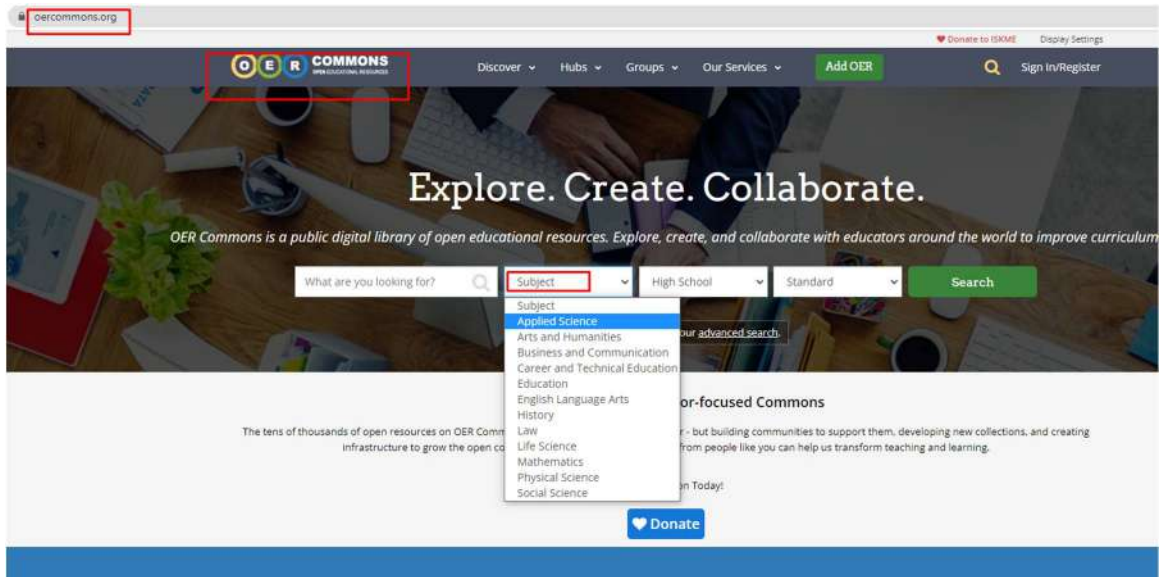 oercommons.org
Donate to ISKME Display Settings
OER COMMONS
OPEN EDUCATIONAL RESOURCES
Discover Hubs Groups Our Services Add OER Sign In/Register
DATA
Explore. Create. Collaborate.
OER Commons is a public digital library of open educational resources. Explore, create, and collaborate with educators around the world to improve curriculum
What are you looking for? Subject High School Standard Search
Subject
Applied Science
our advanced search.
Arts and Humanities
Business and Communication
Career and Technical Education
Education
English Language Arts
History
Law
Life Science
Mathematics
Physical Science
Social Science
or-focused Commons
The tens of thousands of open resources on OER Comm r - but building communities to support them, developing new collections, and creating
infrastructure to grow the open co from people like you can help us transform teaching and learning.
on Today!
Donate